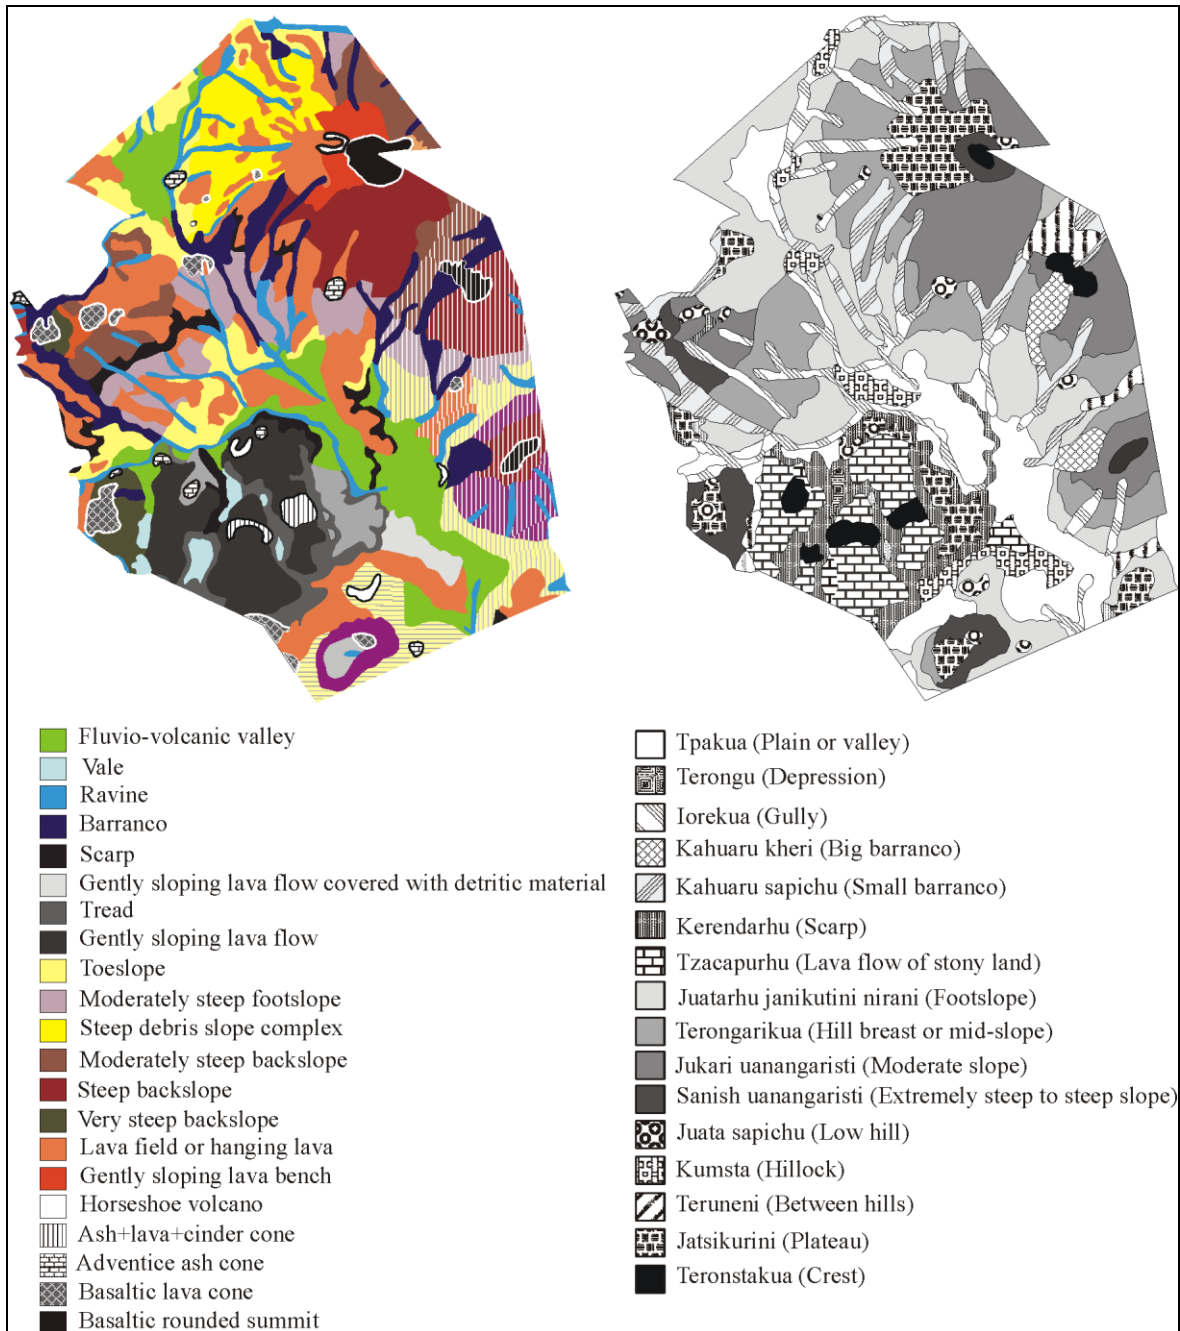 Fluvio-volcanic valley
Vale
Ravine
Barranco
Scarp
Gently sloping lava flow covered with detritic material
Tread
Gently sloping lava flow
Toeslope
Moderately steep footslope
Steep debris slope complex
Moderately steep backslope
Steep backslope
Very steep backslope
Lava field or hanging lava
Gently sloping lava bench
Horseshoe volcano
Ash+lava+cinder cone
Adventice ash cone
Basaltic lava cone
Basaltic rounded summit
Tpakua (Plain or valley)
Terongu (Depression)
Iorekua (Gully)
Kahuaru kheri (Big barranco)
Kahuaru sapichu (Small barranco)
Kerendarhu (Scarp)
Tzacapurhu (Lava flow of stony land)
Juatarhu janikutini nirani (Footslope)
Terongarikua (Hill breast or mid-slope)
Jukari uanangaristi (Moderate slope)
Sanish uanangaristi (Extremely steep to steep slope)
Juata sapichu (Low hill)
Kumsta (Hillock)
Teruneni (Between hills)
Jatsikurini (Plateau)
Teronstakua (Crest)